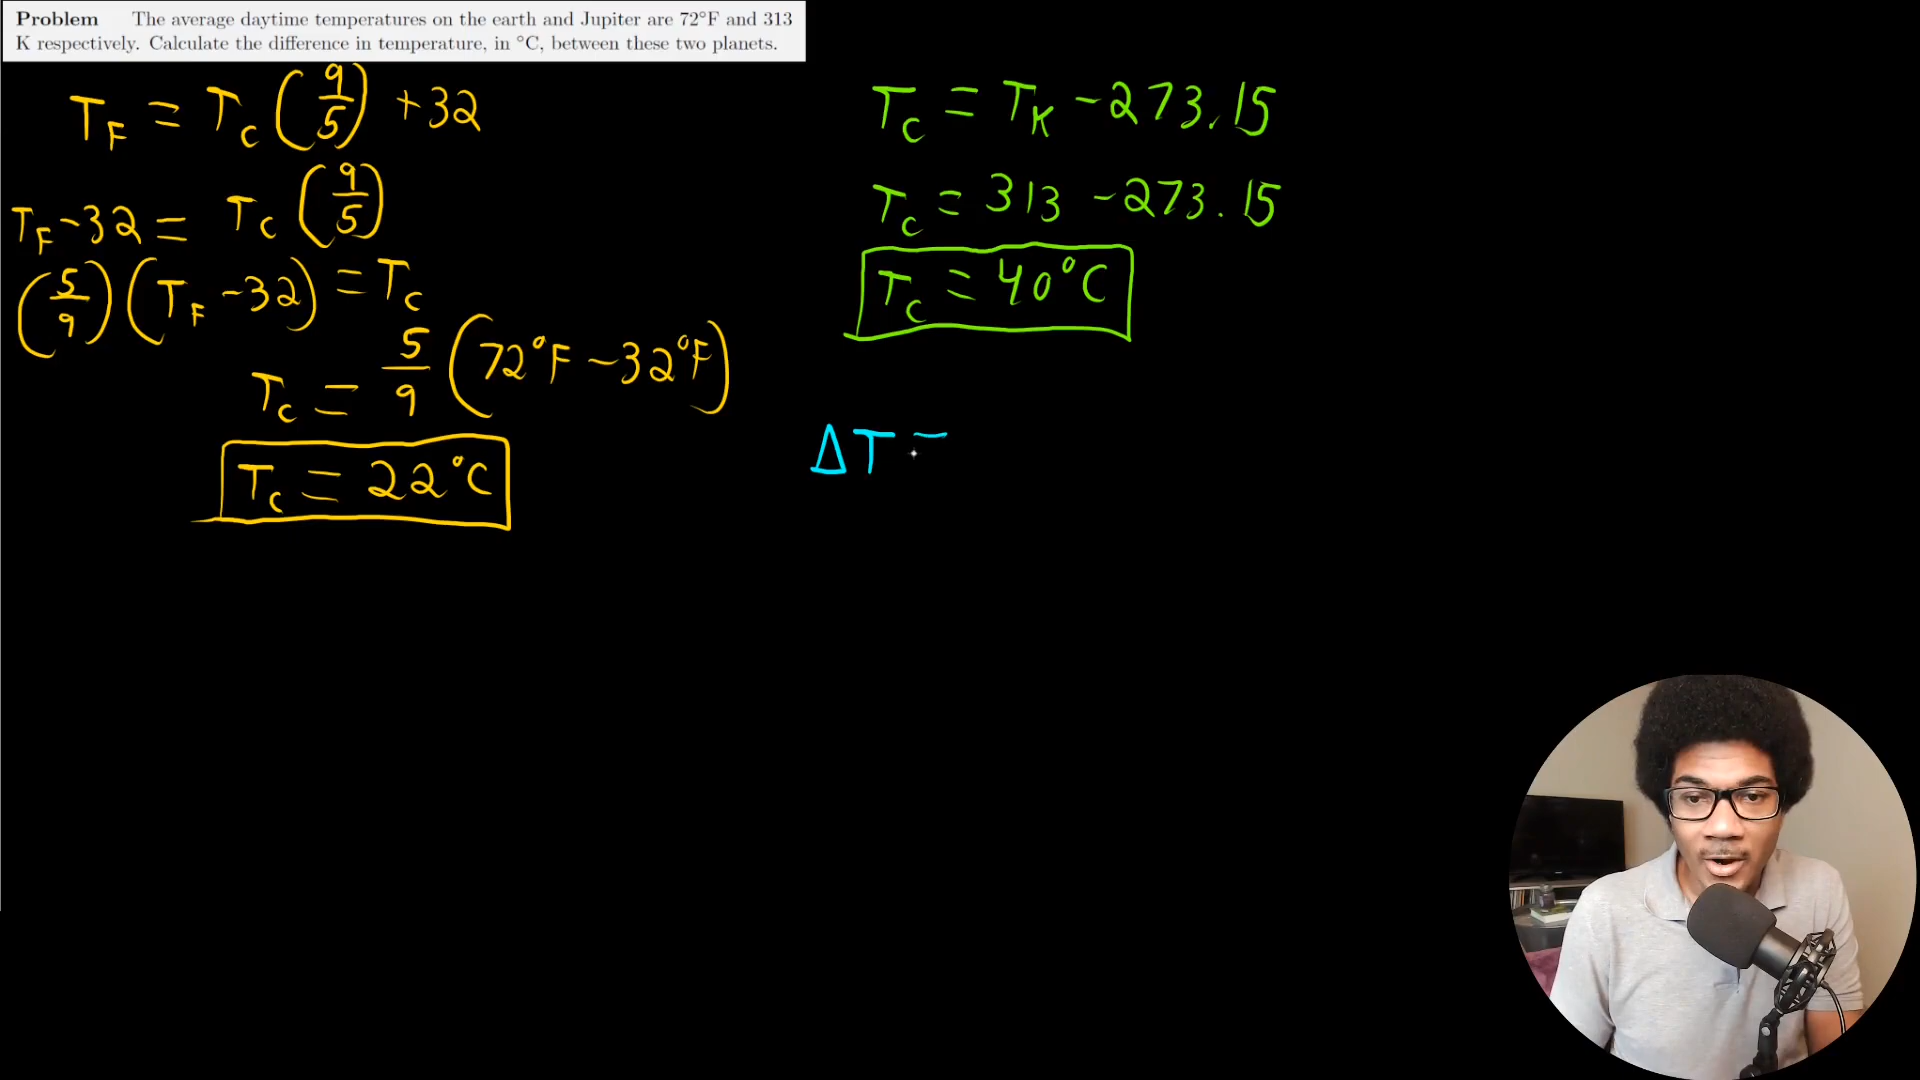 Problem The average daytime temperatures on the earth and Jupiter are 72°F and 313
K respectively. Calculate the difference in temperature, in °C, between these two planets.
T_F = T_C (9/5) + 32
T_F - 32 = T_C (9/5)
(5/9) (T_F - 32) = T_C
T_C = 5/9 (72°F - 32°F)
T_C = 22°C
T_C = T_K - 273.15
T_C = 313 - 273.15
T_C = 40°C
ΔT =